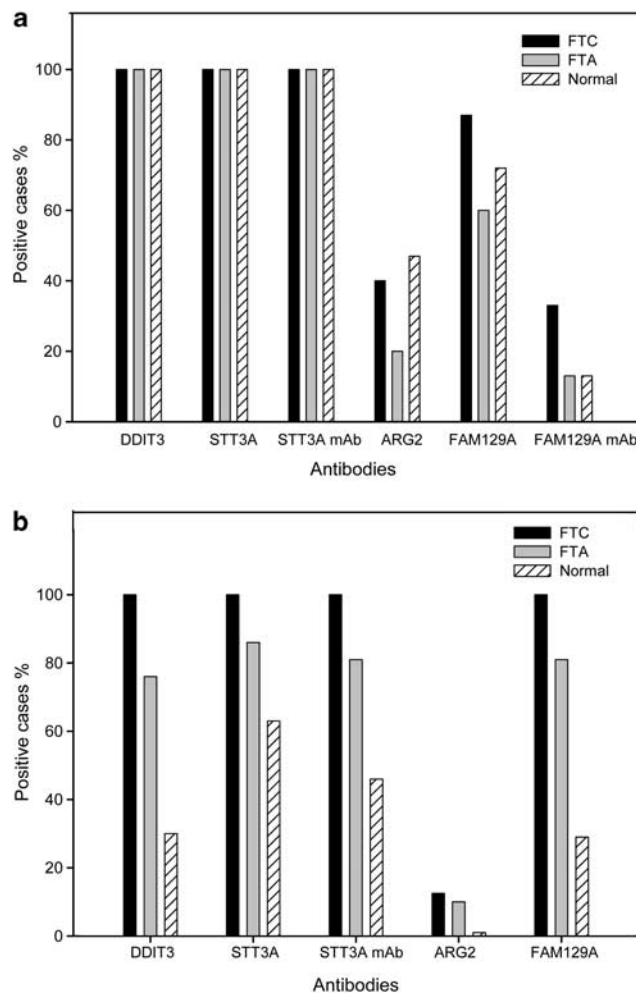 a
FTC
FTA
Normal
100
80
60
40
20
0
Positive cases %
DDIT3 STT3A STT3A mAb ARG2 FAM129A FAM129A mAb
Antibodies
b
FTC
FTA
Normal
100
80
60
40
20
0
Positive cases %
DDIT3 STT3A STT3A mAb ARG2 FAM129A
Antibodies